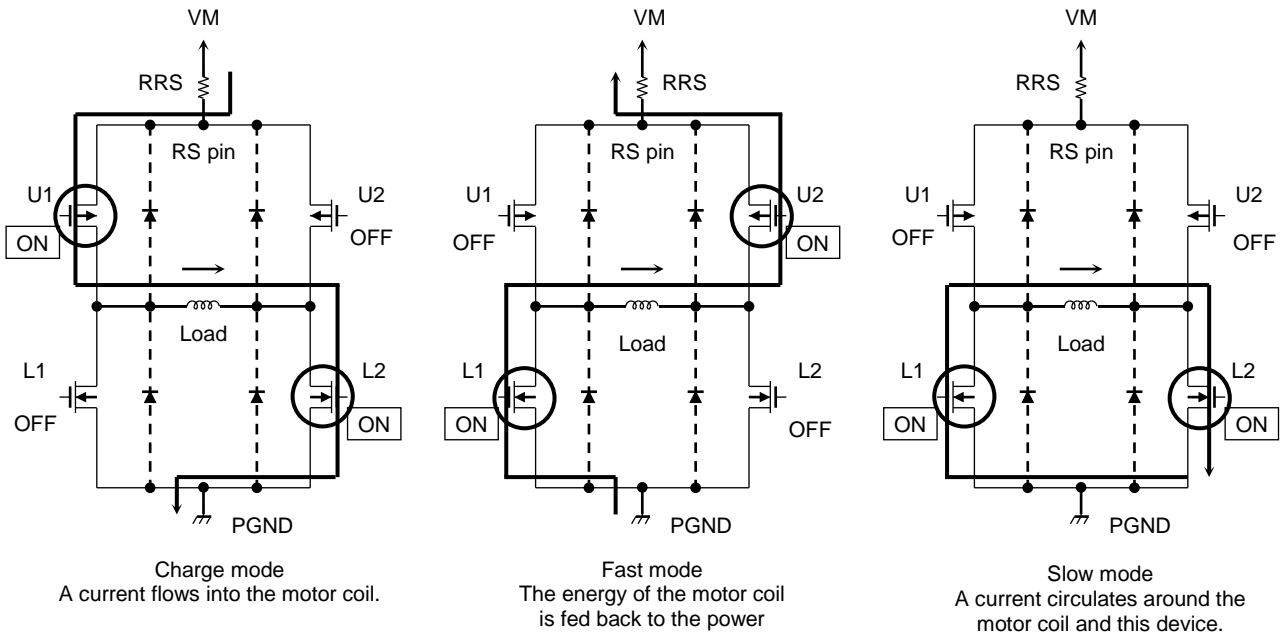 VM
RRS
RS pin
U1
ON
U2
OFF
Load
L1
OFF
L2
ON
PGND
Charge mode
A current flows into the motor coil.
VM
RRS
RS pin
U1
OFF
U2
ON
Load
L1
ON
L2
OFF
PGND
Fast mode
The energy of the motor coil
is fed back to the power
VM
RRS
RS pin
U1
OFF
U2
OFF
Load
L1
ON
L2
ON
PGND
Slow mode
A current circulates around the
motor coil and this device.